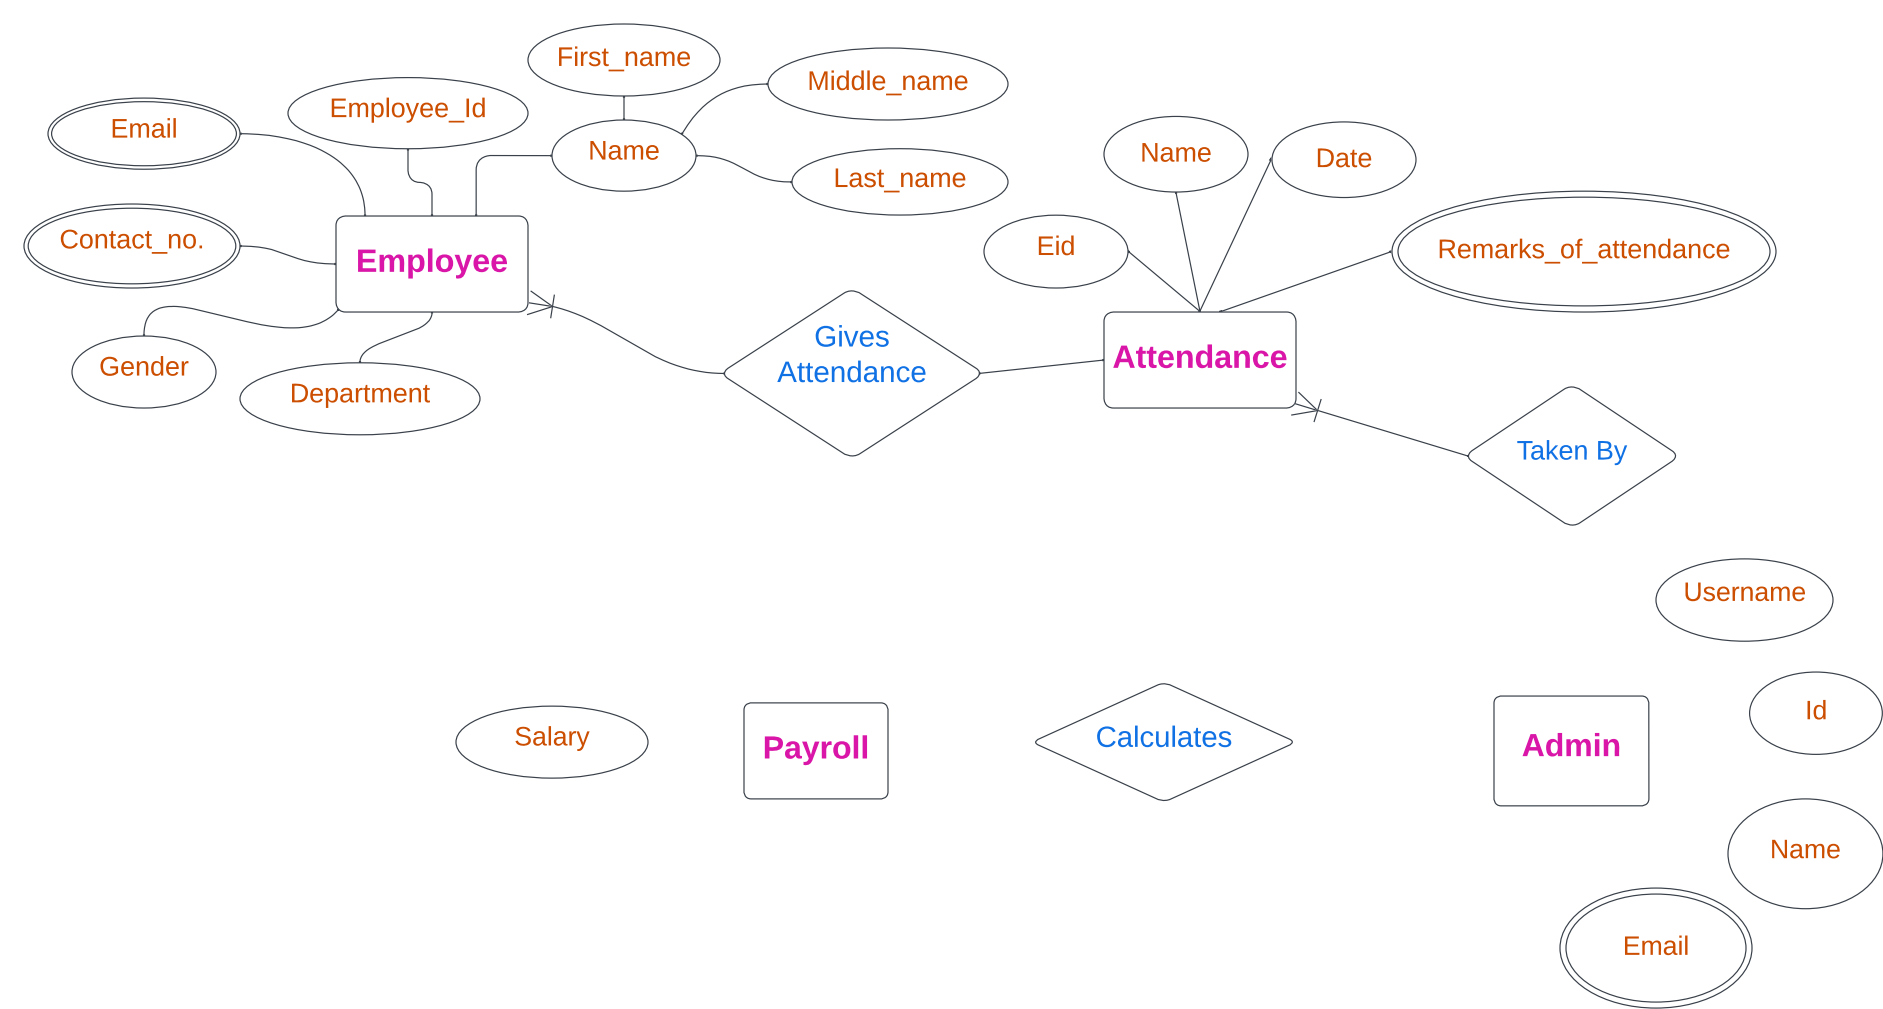 First_name
Middle_name
Employee_Id
Email
Name
Name
Date
Last_name
Contact_no.
Eid
Remarks_of_attendance
Employee
Gives
Attendance
Attendance
Gender
Department
Taken By
Username
Salary
Payroll
Calculates
Admin
Id
Name
Email